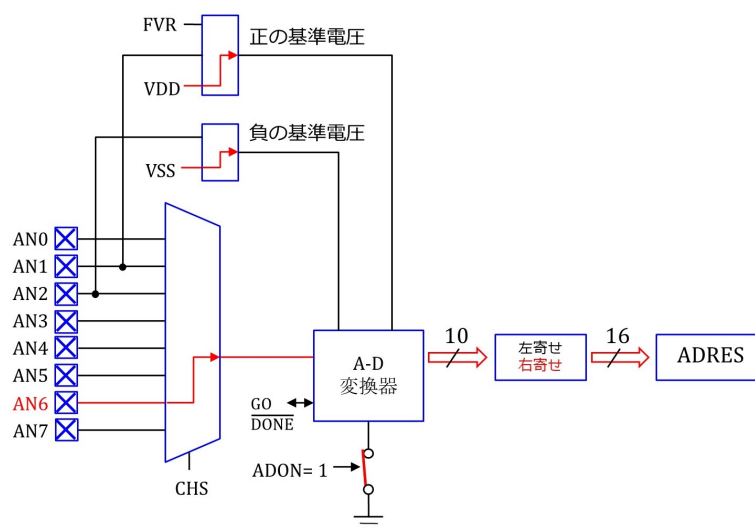 FVR
正の基準電圧
VDD
負の基準電圧
VSS
AN0
AN1
AN2
AN3
AN4
AN5
AN6
AN7
CHS
A-D
変換器
GO
DONE
ADON= 1
10
左寄せ
右寄せ
16
ADRES